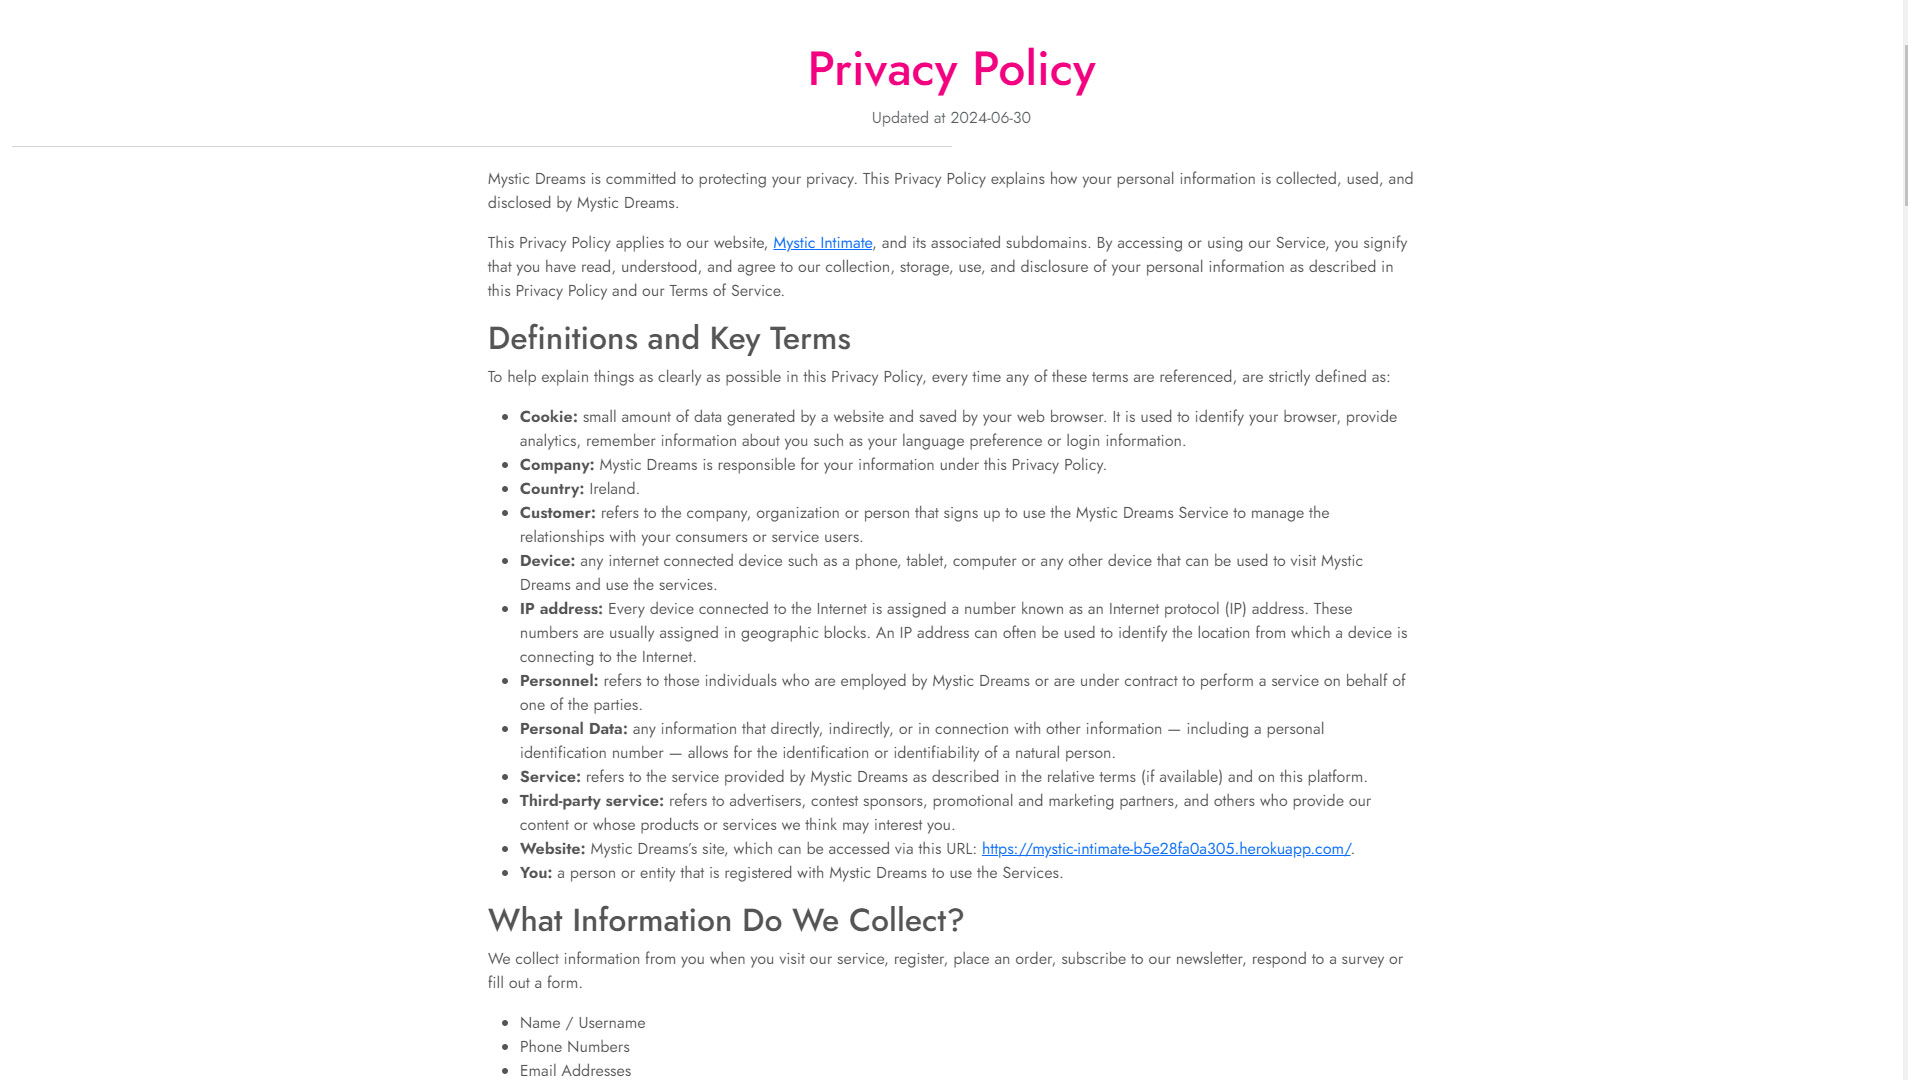 Privacy Policy
Updated at 2024-06-30
Mystic Dreams is committed to protecting your privacy. This Privacy Policy explains how your personal information is collected, used, and
disclosed by Mystic Dreams.
This Privacy Policy applies to our website, Mystic Intimate, and its associated subdomains. By accessing or using our Service, you signify
that you have read, understood, and agree to our collection, storage, use, and disclosure of your personal information as described in
this Privacy Policy and our Terms of Service.
Definitions and Key Terms
To help explain things as clearly as possible in this Privacy Policy, every time any of these terms are referenced, are strictly defined as:
Cookie: small amount of data generated by a website and saved by your web browser. It is used to identify your browser, provide
analytics, remember information about you such as your language preference or login information.
Company: Mystic Dreams is responsible for your information under this Privacy Policy.
Country: Ireland.
Customer: refers to the company, organization or person that signs up to use the Mystic Dreams Service to manage the
relationships with your consumers or service users.
Device: any internet connected device such as a phone, tablet, computer or any other device that can be used to visit Mystic
Dreams and use the services.
IP address: Every device connected to the Internet is assigned a number known as an Internet protocol (IP) address. These
numbers are usually assigned in geographic blocks. An IP address can often be used to identify the location from which a device is
connecting to the Internet.
Personnel: refers to those individuals who are employed by Mystic Dreams or are under contract to perform a service on behalf of
one of the parties.
Personal Data: any information that directly, indirectly, or in connection with other information — including a personal
identification number — allows for the identification or identifiability of a natural person.
Service: refers to the service provided by Mystic Dreams as described in the relative terms (if available) and on this platform.
Third-party service: refers to advertisers, contest sponsors, promotional and marketing partners, and others who provide our
content or whose products or services we think may interest you.
Website: Mystic Dreams’s site, which can be accessed via this URL: https://mystic-intimate-b5e28fa0a305.herokuapp.com/.
You: a person or entity that is registered with Mystic Dreams to use the Services.
What Information Do We Collect?
We collect information from you when you visit our service, register, place an order, subscribe to our newsletter, respond to a survey or
fill out a form.
Name / Username
Phone Numbers
Email Addresses